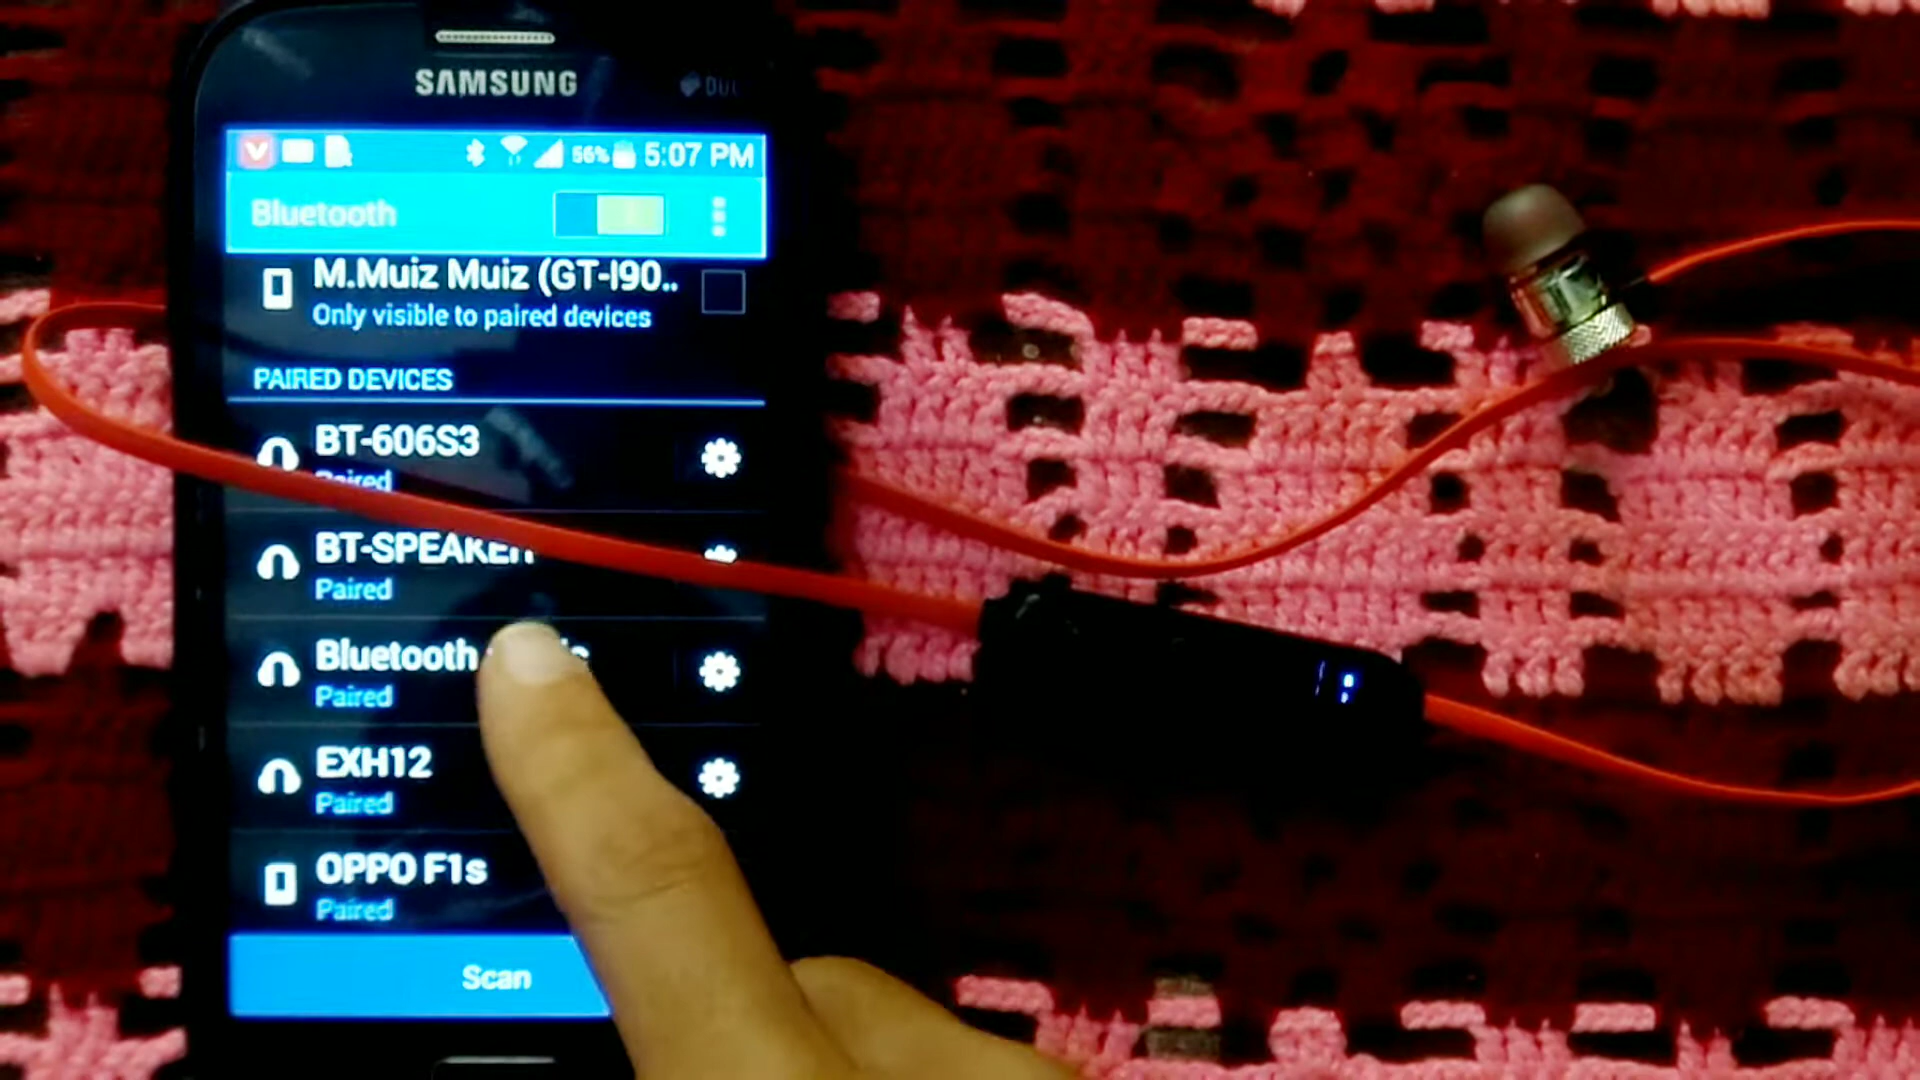 SAMSUNG
56% 5:07 PM
Bluetooth
M.Muiz Muiz (GT-I90..
Only visible to paired devices
PAIRED DEVICES
BT-606S3
Paired
BT-SPEAKER
Paired
Bluetooth
Paired
EXH12
Paired
OPPO F1s
Paired
Scan